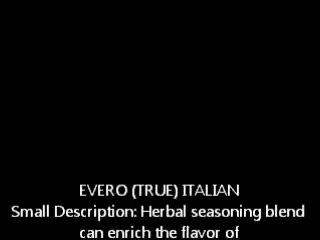 EVERO (TRUE) ITALIAN
Small Description: Herbal seasoning blend
can enrich the flavor of